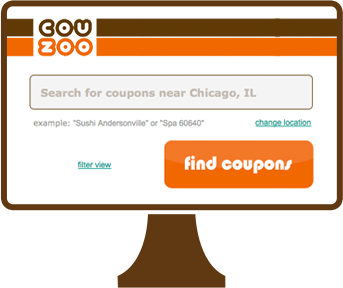 COU
ZOO
Search for coupons near Chicago, IL
example: "Sushi Andersonville" or "Spa 60640"
change location
filter view
find coupons